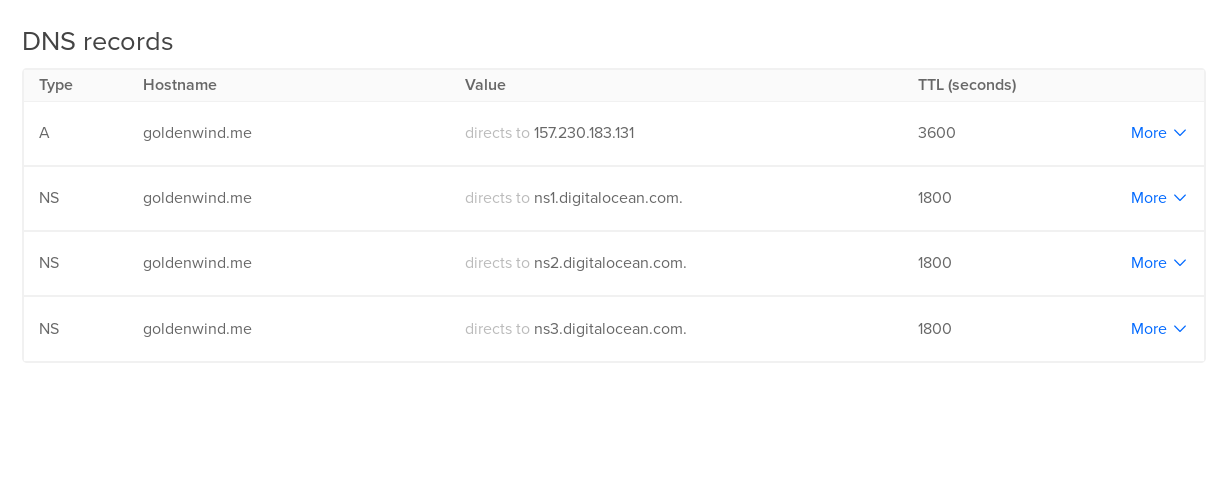 DNS records
Type Hostname Value TTL (seconds)
A goldenwind.me directs to 157.230.183.131 3600 More
NS goldenwind.me directs to ns1.digitalocean.com. 1800 More
NS goldenwind.me directs to ns2.digitalocean.com. 1800 More
NS goldenwind.me directs to ns3.digitalocean.com. 1800 More